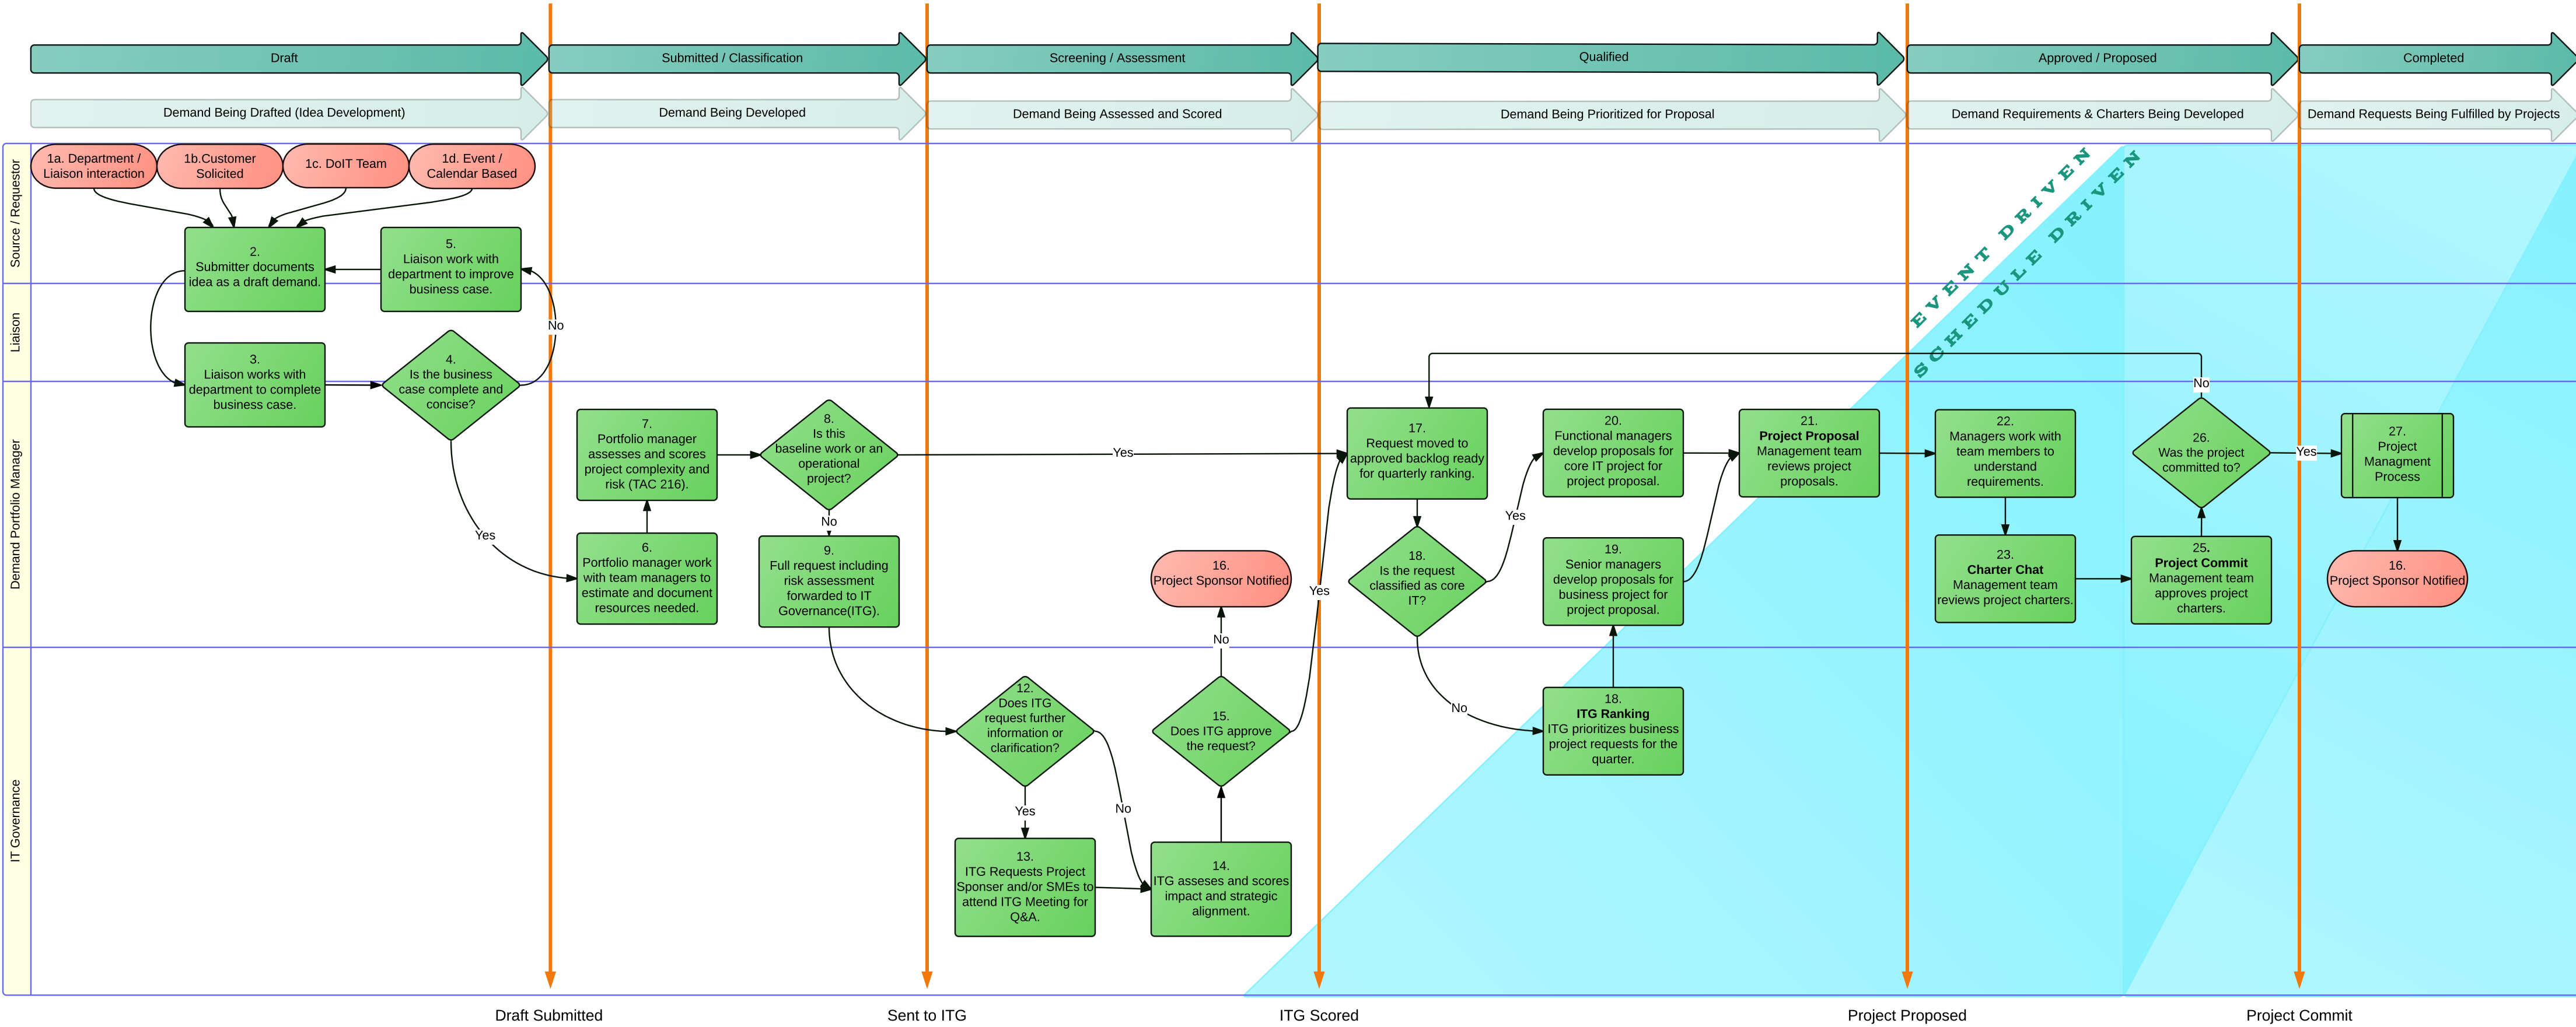 Draft
Submitted / Classification
Screening / Assessment
Qualified
Approved / Proposed
Completed
Demand Being Drafted (Idea Development)
Demand Being Developed
Demand Being Assessed and Scored
Demand Being Prioritized for Proposal
Demand Requirements & Charters Being Developed
Demand Requests Being Fulfilled by Projects
Source / Requestor
1a. Department /
Liaison interaction
1b.Customer
Solicited
1c. DoIT Team
1d. Event /
Calendar Based
2.
Submitter documents
idea as a draft demand.
5.
Liaison work with
department to improve
business case.
EVENT DRIVEN
SCHEDULE DRIVEN
Liaison
No
3.
Liaison works with
department to complete
business case.
4.
Is the business
case complete and
concise?
Yes
Demand Portfolio Manager
7.
Portfolio manager
assesses and scores
project complexity and
risk (TAC 216).
6.
Portfolio manager work
with team managers to
estimate and document
resources needed.
8.
Is this
baseline work or an
operational
project?
Yes
No
9.
Full request including
risk assessment
forwarded to IT
Governance(ITG).
16.
Project Sponsor Notified
No
Yes
17.
Request moved to
approved backlog ready
for quarterly ranking.
18.
Is the request
classified as core
IT?
Yes
No
20.
Functional managers
develop proposals for
core IT project for
project proposal.
19.
Senior managers
develop proposals for
business project for
project proposal.
21.
Project Proposal
Management team
reviews project
proposals.
22.
Managers work with
team members to
understand
requirements.
23.
Charter Chat
Management team
reviews project charters.
No
26.
Was the project
committed to?
Yes
25.
Project Commit
Management team
approves project
charters.
27.
Project
Managment
Process
16.
Project Sponsor Notified
IT Governance
12.
Does ITG
request further
information or
clarification?
Yes
No
13.
ITG Requests Project
Sponser and/or SMEs to
attend ITG Meeting for
Q&A.
14.
ITG asseses and scores
impact and strategic
alignment.
15.
Does ITG approve
the request?
18.
ITG Ranking
ITG prioritizes business
project requests for the
quarter.
Draft Submitted
Sent to ITG
ITG Scored
Project Proposed
Project Commit